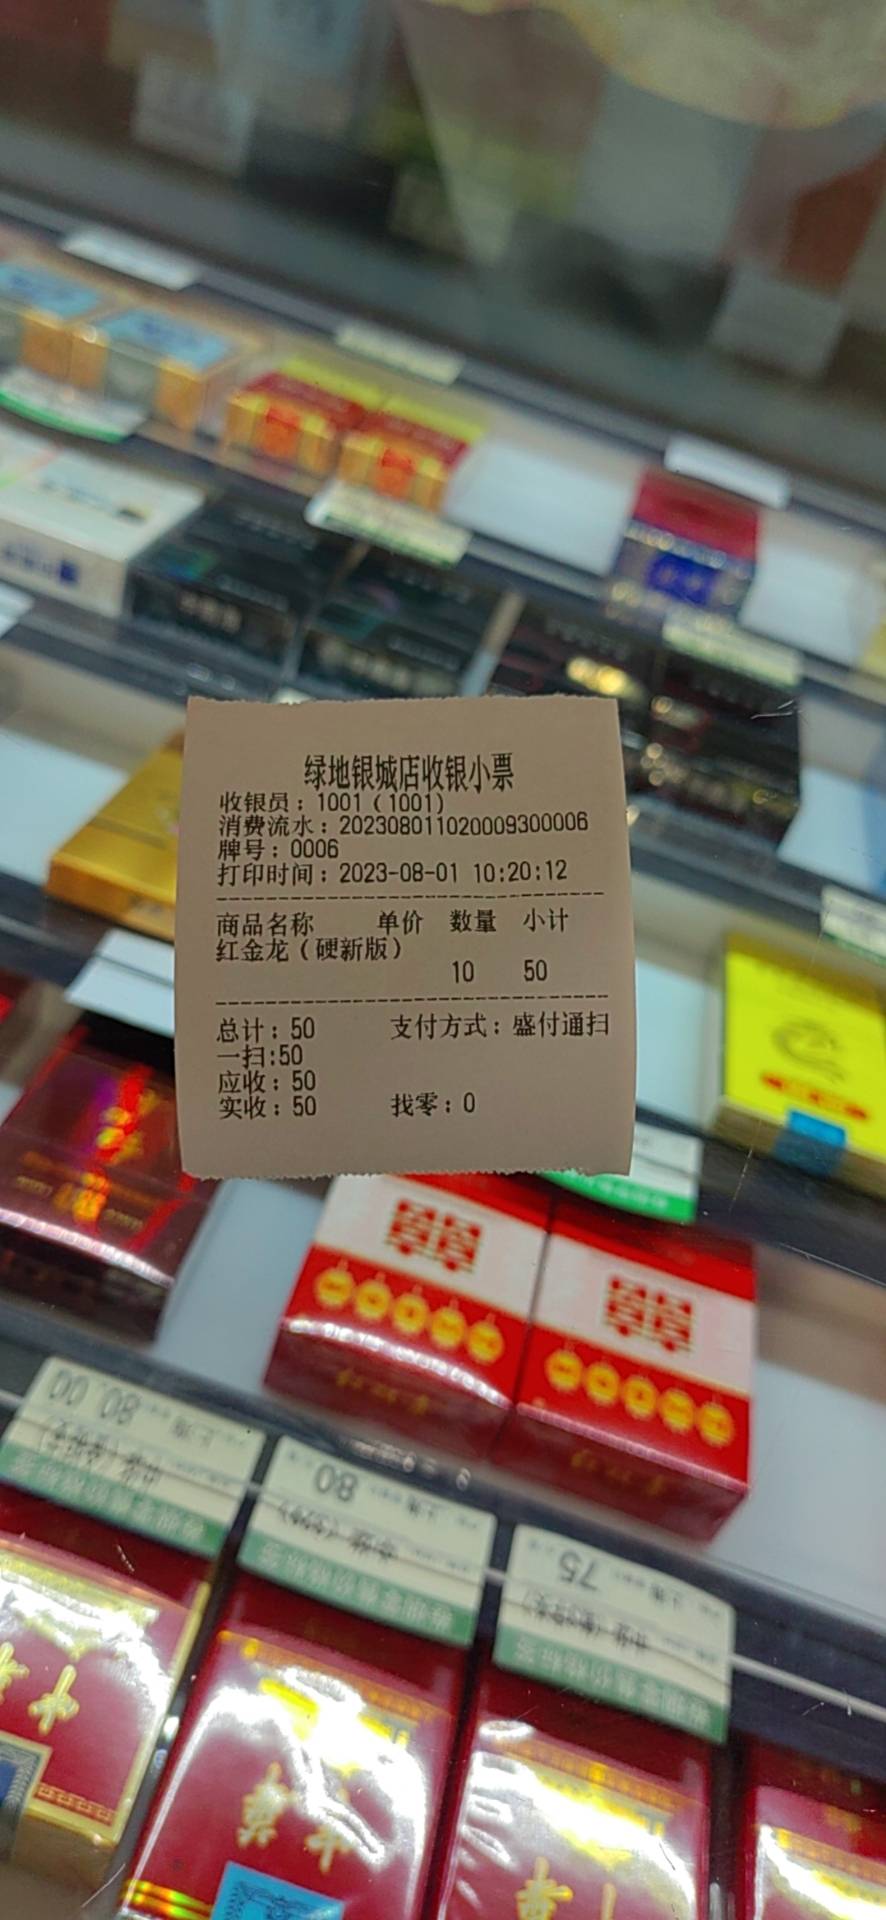 绿地银城店收银小票
收银员：1001（1001）
消费流水：202308011020009300006
牌号：0006
打印时间：2023-08-01 10:20:12
商品名称 单价 数量 小计
红金龙（硬新版）
10 50
总计：50 支付方式：盛付通扫
一扫:50
应收：50
实收：50 找零：0
80.00
80
75